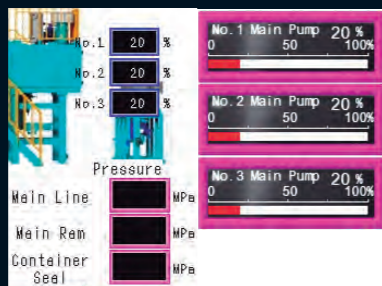 No.1 20 %
No.2 20 %
No.3 20 %
Pressure
Main Line MPa
Main Ram MPa
Container
Seal MPa
No.1 Main Pump 20 %
0 50 100%
No.2 Main Pump 20 %
0 50 100%
No.3 Main Pump 20 %
0 50 100%